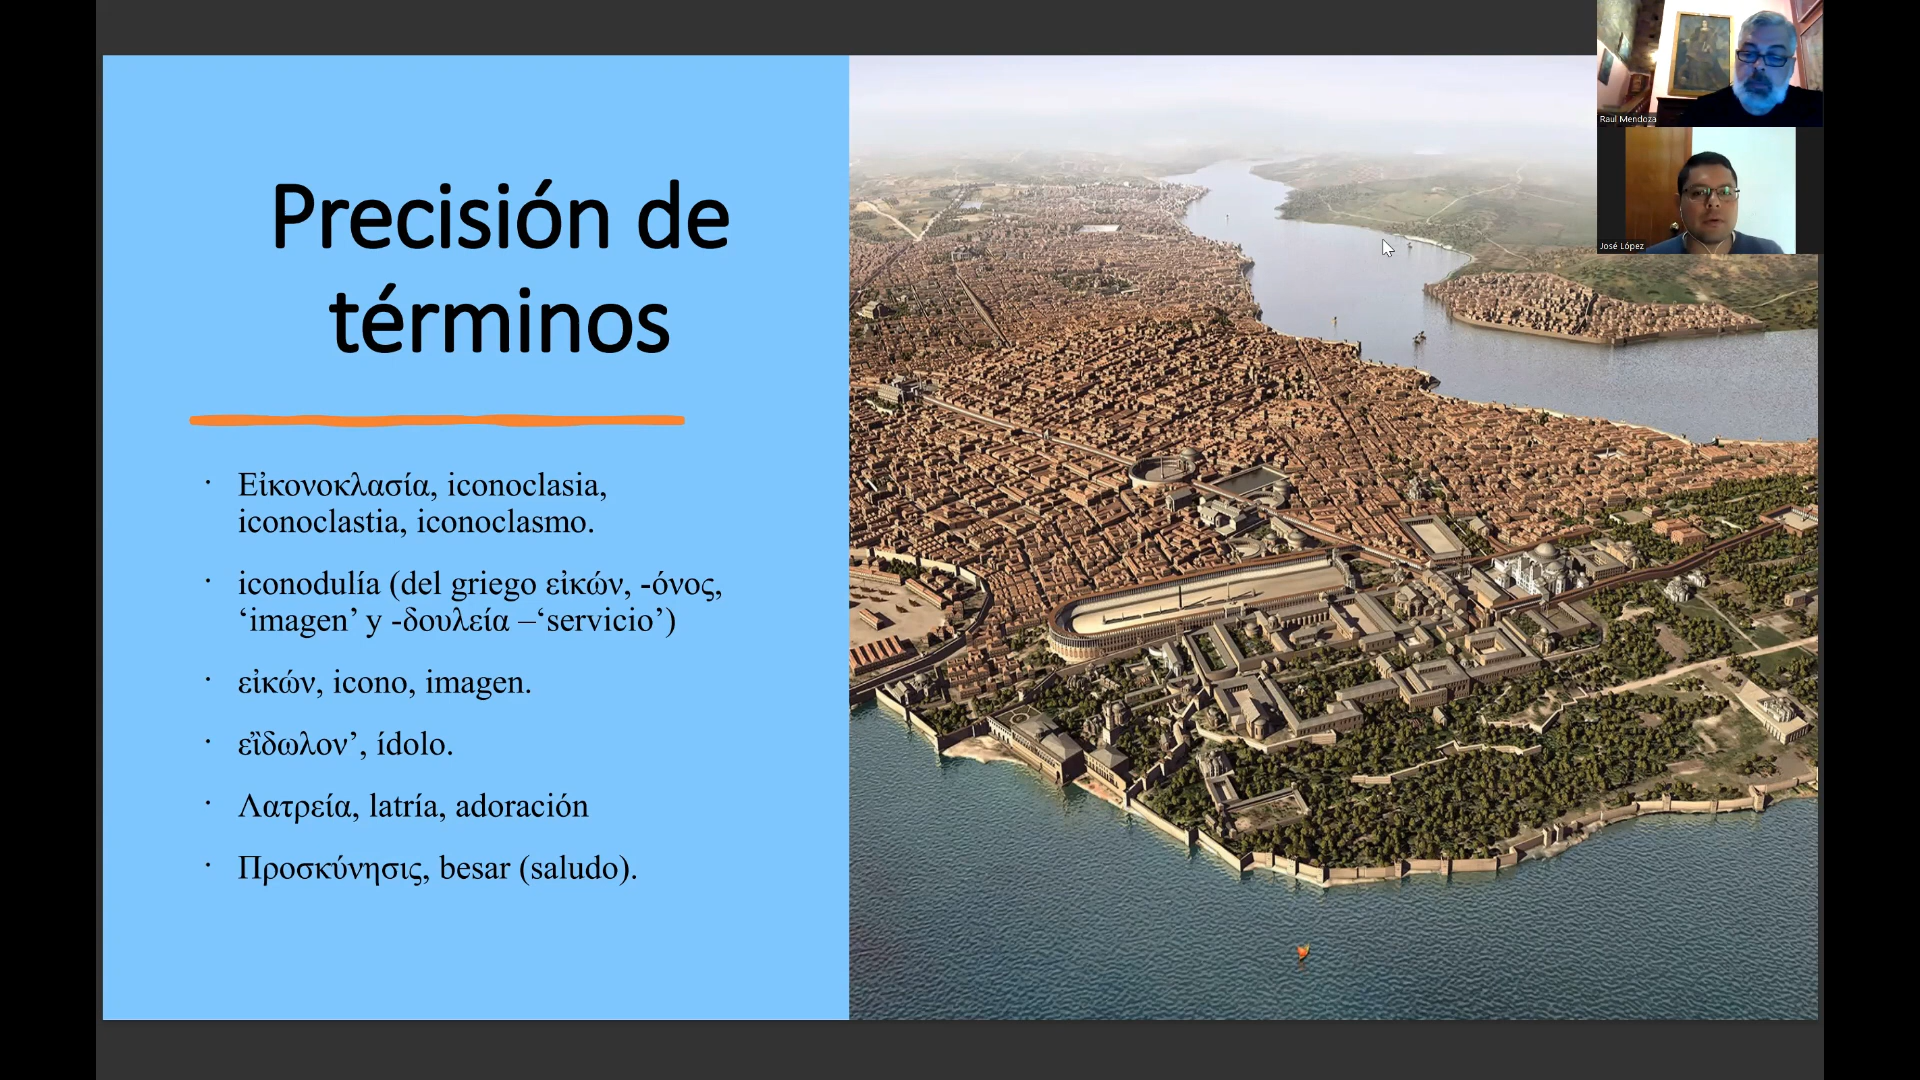 Precisión de
términos
· Εἰκονοκλασία, iconoclasia,
iconoclastia, iconoclasmo.
· iconodulía (del griego εἰκών, -όνος,
‘imagen’ y -δουλεία –‘servicio’)
· εἰκών, icono, imagen.
· εἴδωλον’, ídolo.
· Λατρεία, latría, adoración
· Προσκύνησις, besar (saludo).
Raul Mendoza
José López